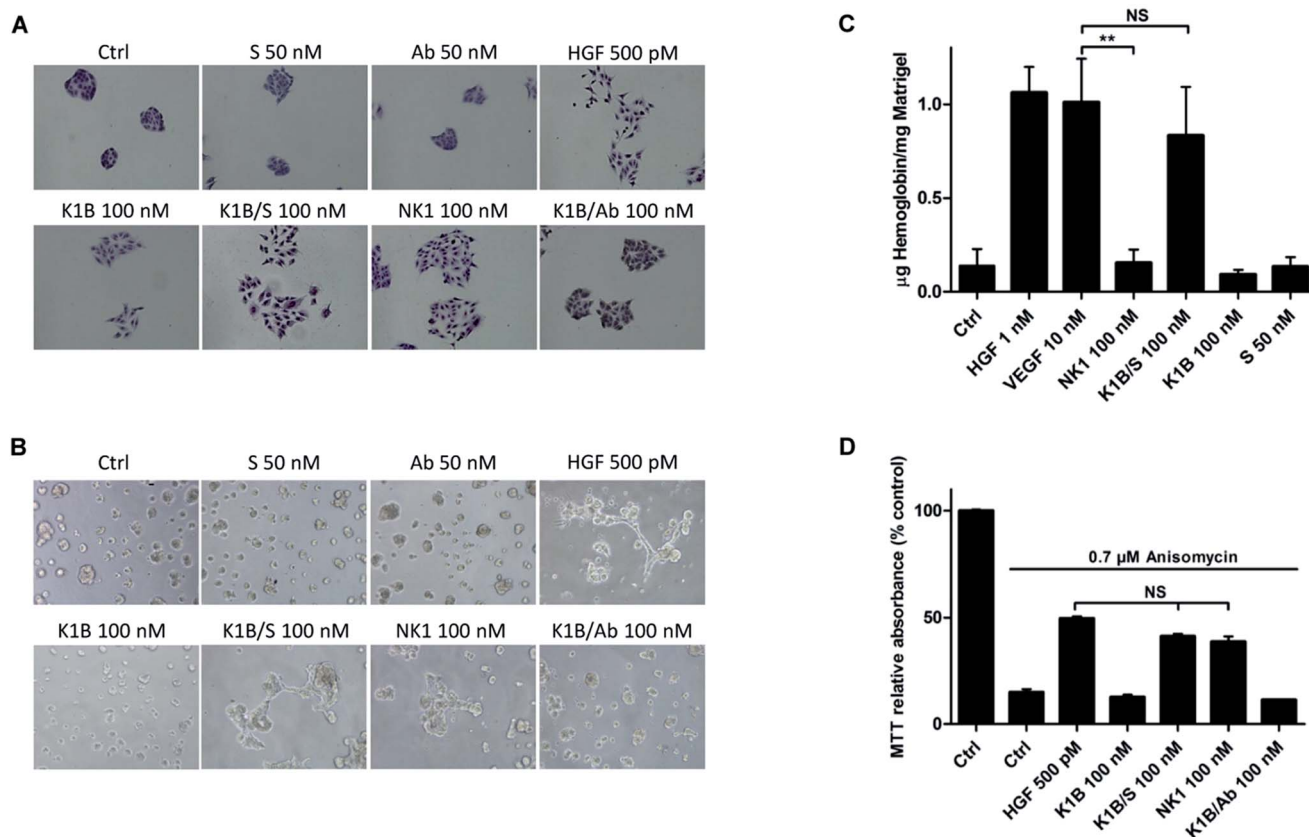 A
Ctrl
S 50 nM
Ab 50 nM
HGF 500 pM
K1B 100 nM
K1B/S 100 nM
NK1 100 nM
K1B/Ab 100 nM
B
Ctrl
S 50 nM
Ab 50 nM
HGF 500 pM
K1B 100 nM
K1B/S 100 nM
NK1 100 nM
K1B/Ab 100 nM
C
µg Hemoglobin/mg Matrigel
NS
**
1.0
0.5
0.0
Ctrl
HGF 1 nM
VEGF 10 nM
NK1 100 nM
K1B/S 100 nM
K1B 100 nM
S 50 nM
D
MTT relative absorbance (% control)
100
50
0
0.7 µM Anisomycin
NS
Ctrl
Ctrl
HGF 500 pM
K1B 100 nM
K1B/S 100 nM
NK1 100 nM
K1B/Ab 100 nM